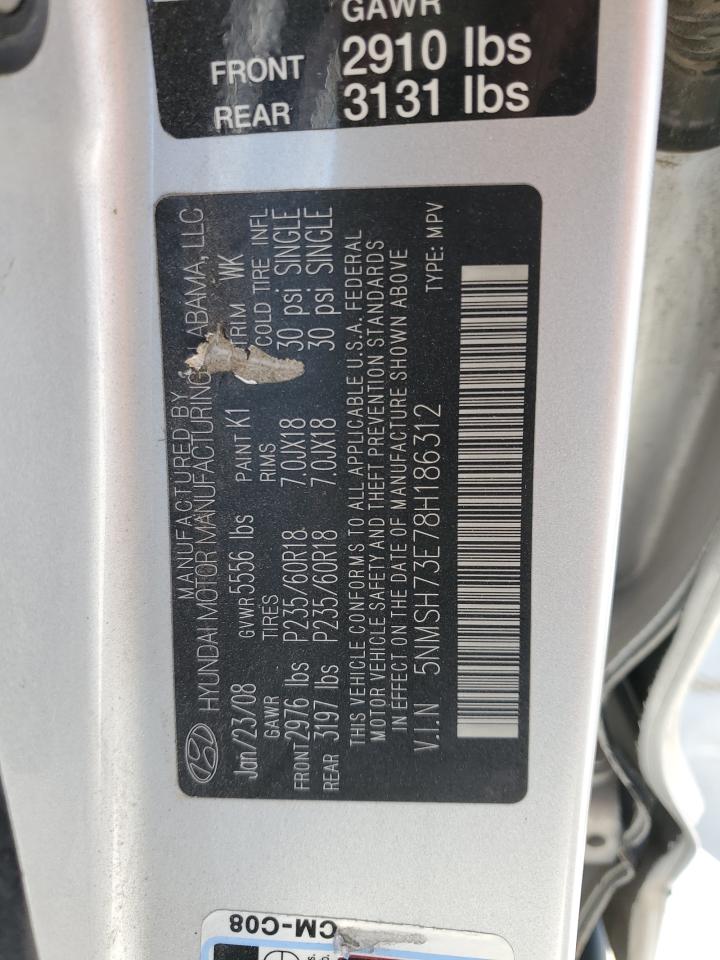 GAWR
FRONT 2910 lbs
REAR 3131 lbs
MANUFACTURED BY
HYUNDAI MOTOR MANUFACTURING ALABAMA, LLC
Jan/23/08 GVWR 5556 lbs PAINT K1 TRIM WK
GAWR TIRES RIMS COLD TIRE INFL
FRONT 2976 lbs P235/60R18 7.0JX18 30 psi SINGLE
REAR 3197 lbs P235/60R18 7.0JX18 30 psi SINGLE
THIS VEHICLE CONFORMS TO ALL APPLICABLE U.S.A. FEDERAL
MOTOR VEHICLE SAFETY AND THEFT PREVENTION STANDARDS
IN EFFECT ON THE DATE OF MANUFACTURE SHOWN ABOVE
V.I.N 5NMSH73E78H186312 TYPE: MPV
CM-C08